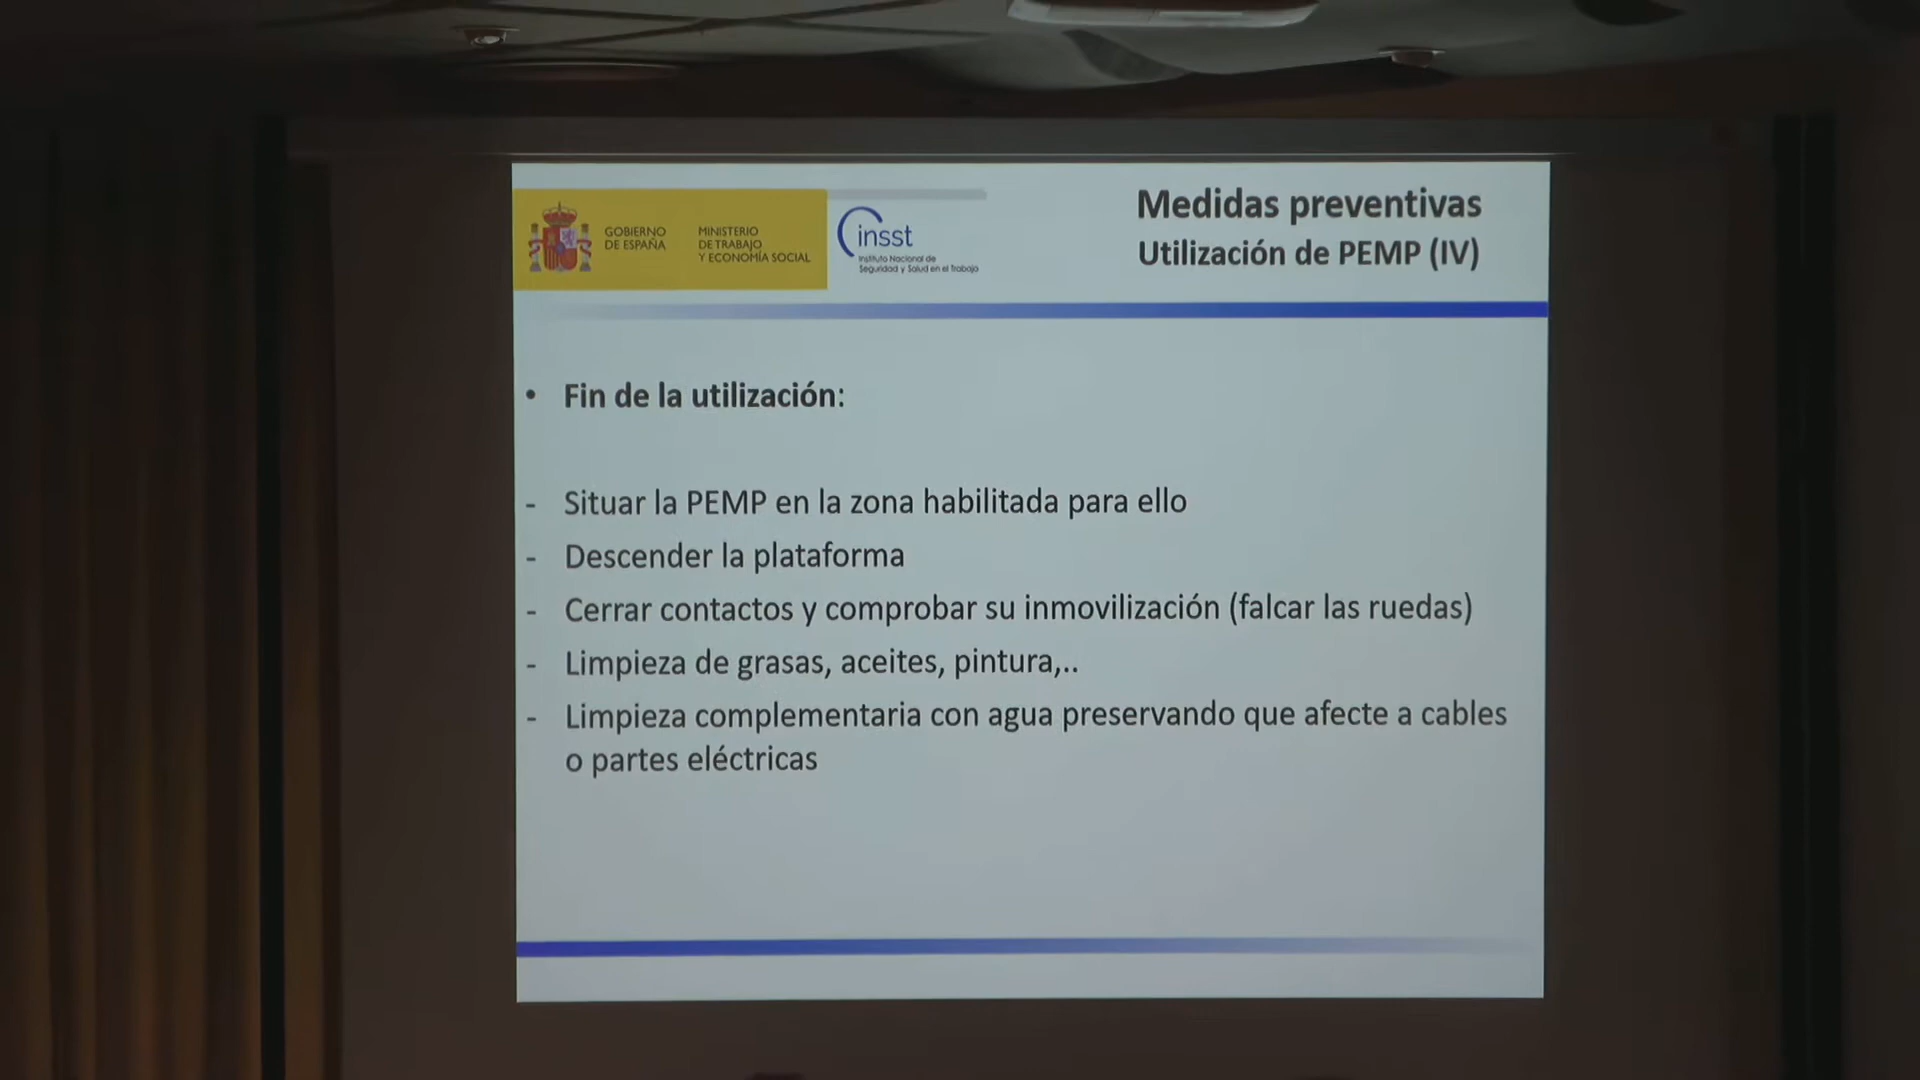 GOBIERNO
DE ESPAÑA
MINISTERIO
DE TRABAJO
Y ECONOMÍA SOCIAL
insst
Instituto Nacional de
Seguridad y Salud en el Trabajo
Medidas preventivas
Utilización de PEMP (IV)
• Fin de la utilización:
- Situar la PEMP en la zona habilitada para ello
- Descender la plataforma
- Cerrar contactos y comprobar su inmovilización (falcar las ruedas)
- Limpieza de grasas, aceites, pintura,..
- Limpieza complementaria con agua preservando que afecte a cables
o partes eléctricas